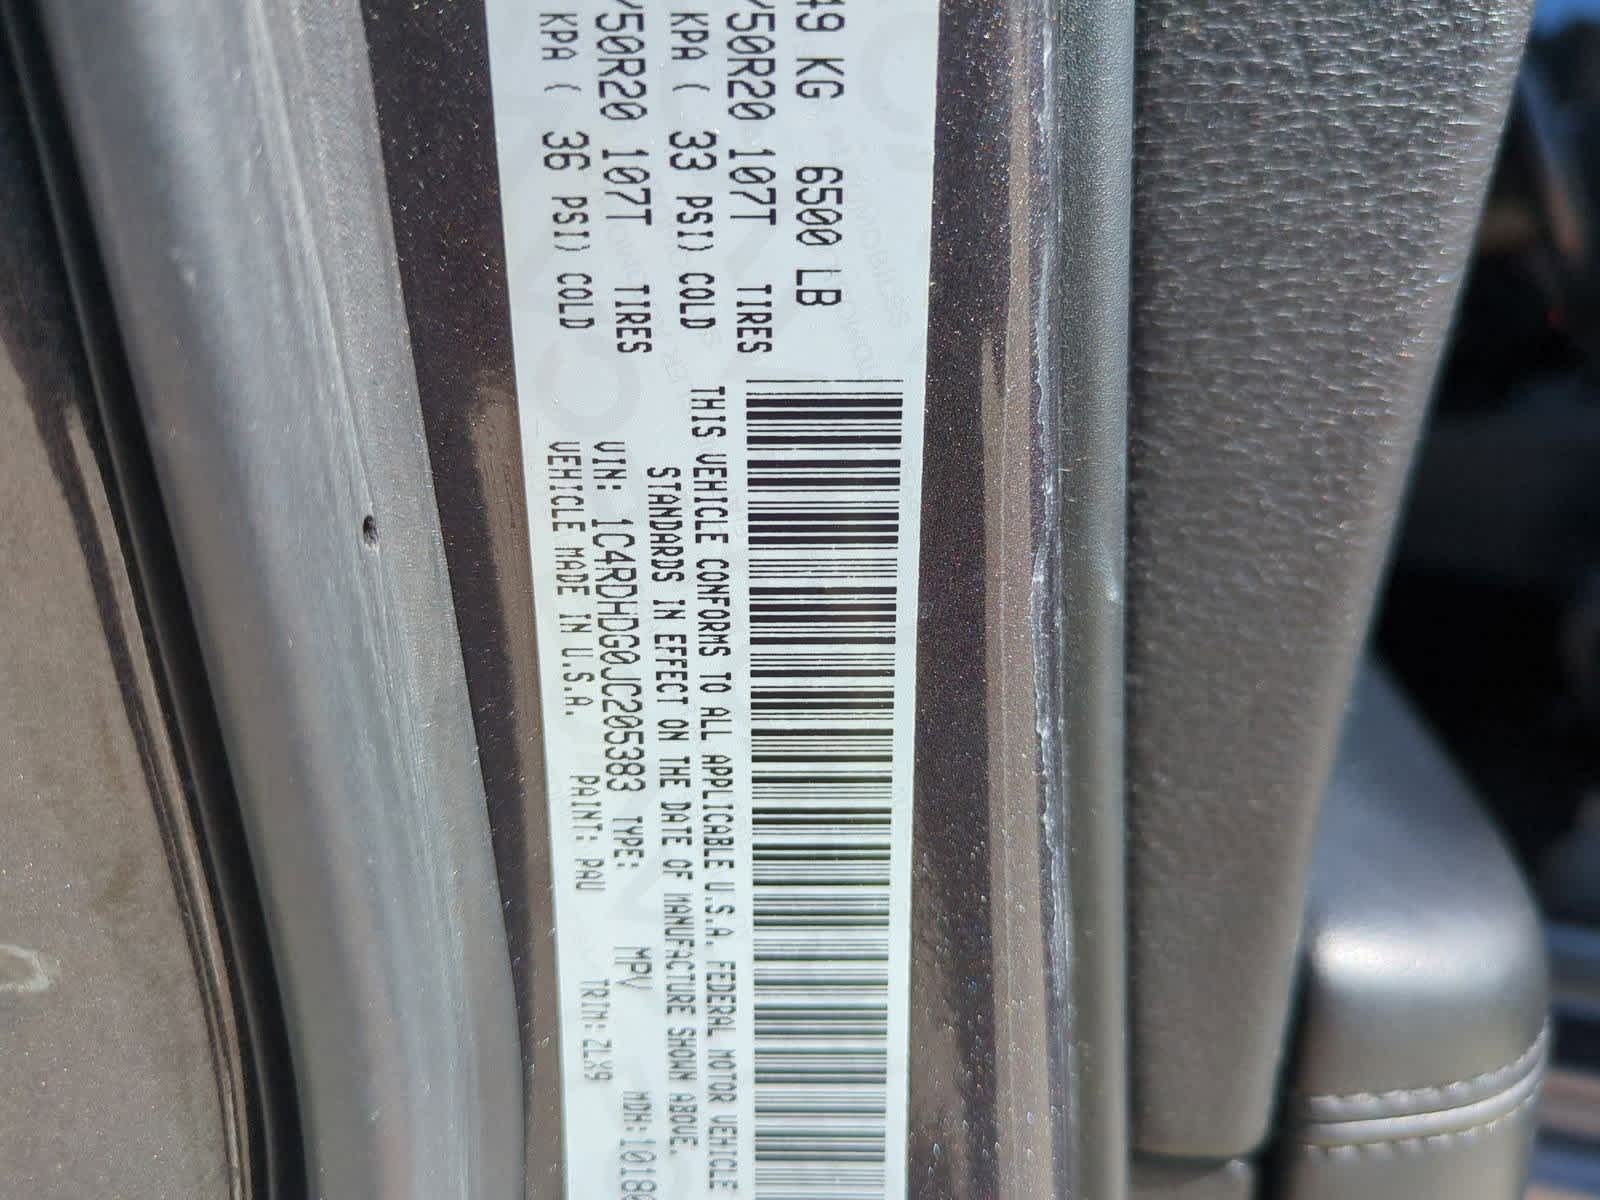 49 KG 6500 LB
/50R20 107T TIRES
KPA ( 33 PSI) COLD
/50R20 107T TIRES
KPA ( 36 PSI) COLD
THIS VEHICLE CONFORMS TO ALL APPLICABLE U.S.A. FEDERAL MOTOR VEHICLE
STANDARDS IN EFFECT ON THE DATE OF MANUFACTURE SHOWN ABOVE.
VIN: 1C4RDHDG0JC205383 TYPE: MPV MDH:10180
VEHICLE MADE IN U.S.A. PAINT: PAU TRIM:ZLX9